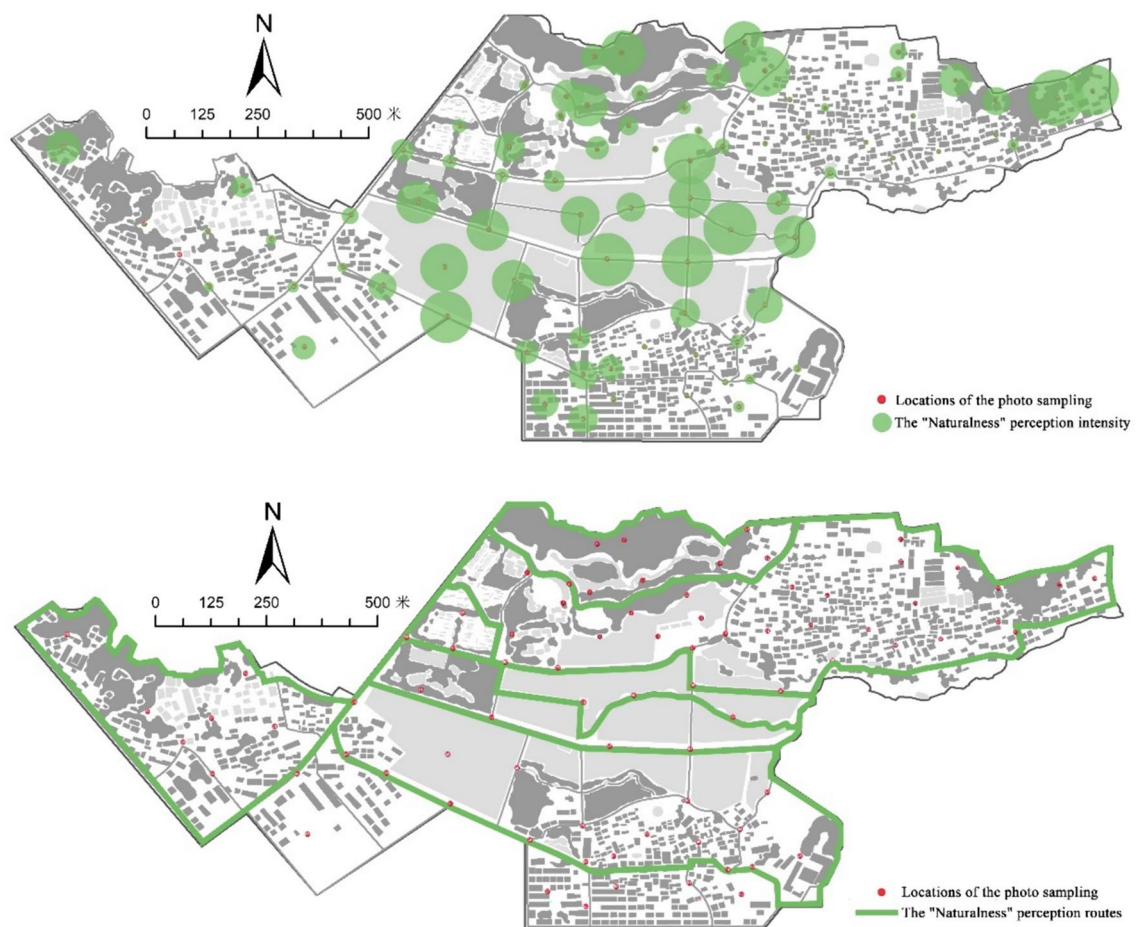 N
0 125 250 500 米
Locations of the photo sampling
The "Naturalness" perception intensity
N
0 125 250 500 米
Locations of the photo sampling
The "Naturalness" perception routes